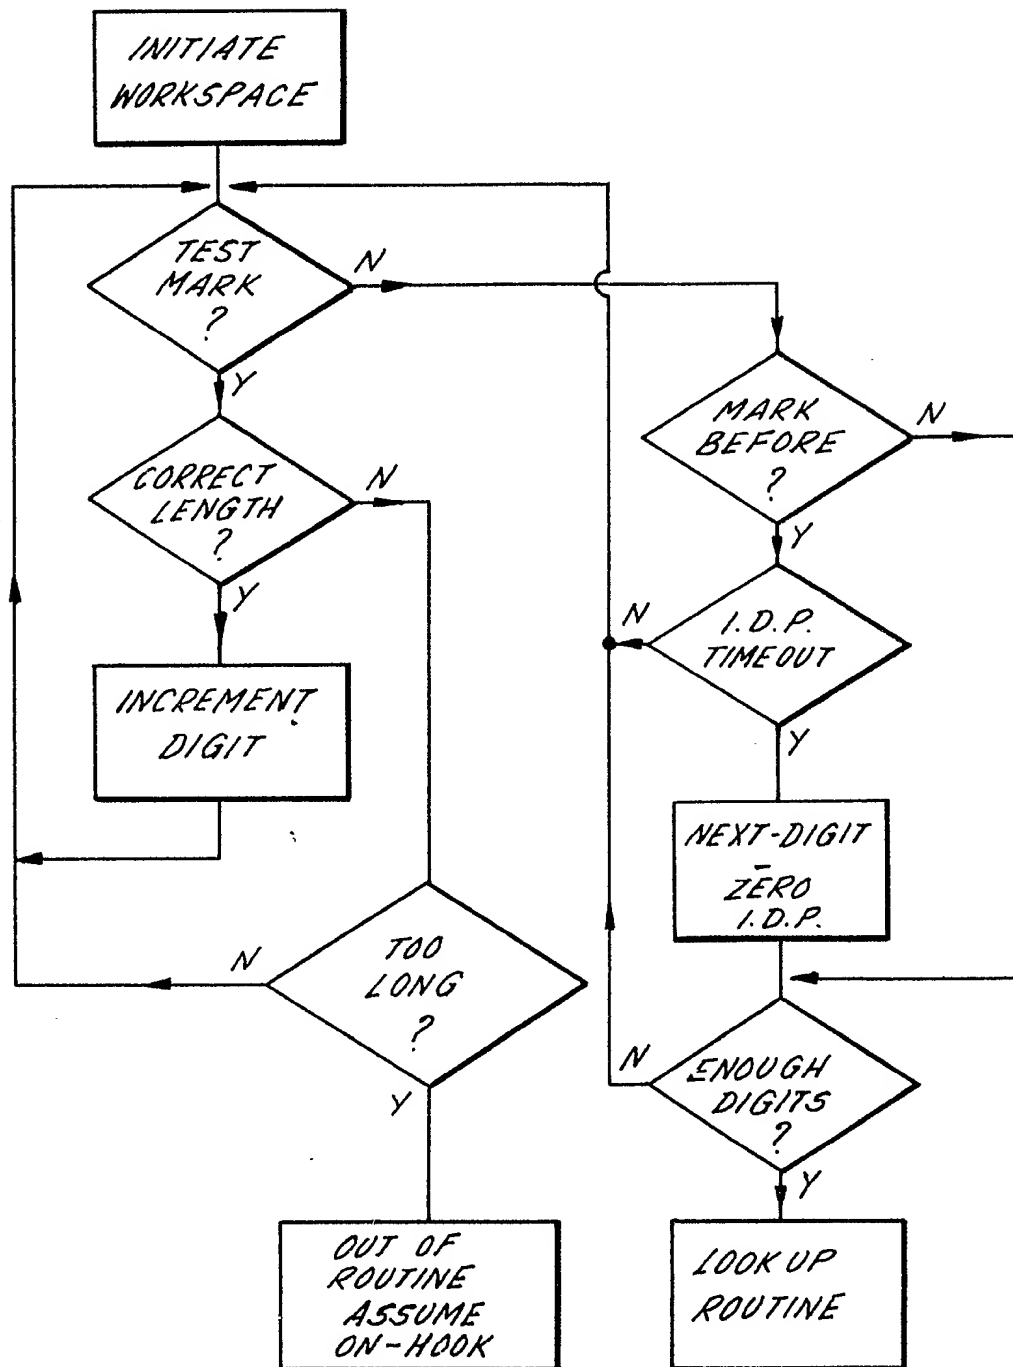 INITIATE
WORKSPACE
TEST
MARK
?
N
Y
MARK
BEFORE
?
N
Y
CORRECT
LENGTH
?
N
Y
I.D.P.
TIMEOUT
N
Y
INCREMENT
DIGIT
NEXT-DIGIT
ZERO
I.D.P.
TOO
LONG
?
N
Y
ENOUGH
DIGITS
?
N
Y
OUT OF
ROUTINE
ASSUME
ON-HOOK
LOOK UP
ROUTINE